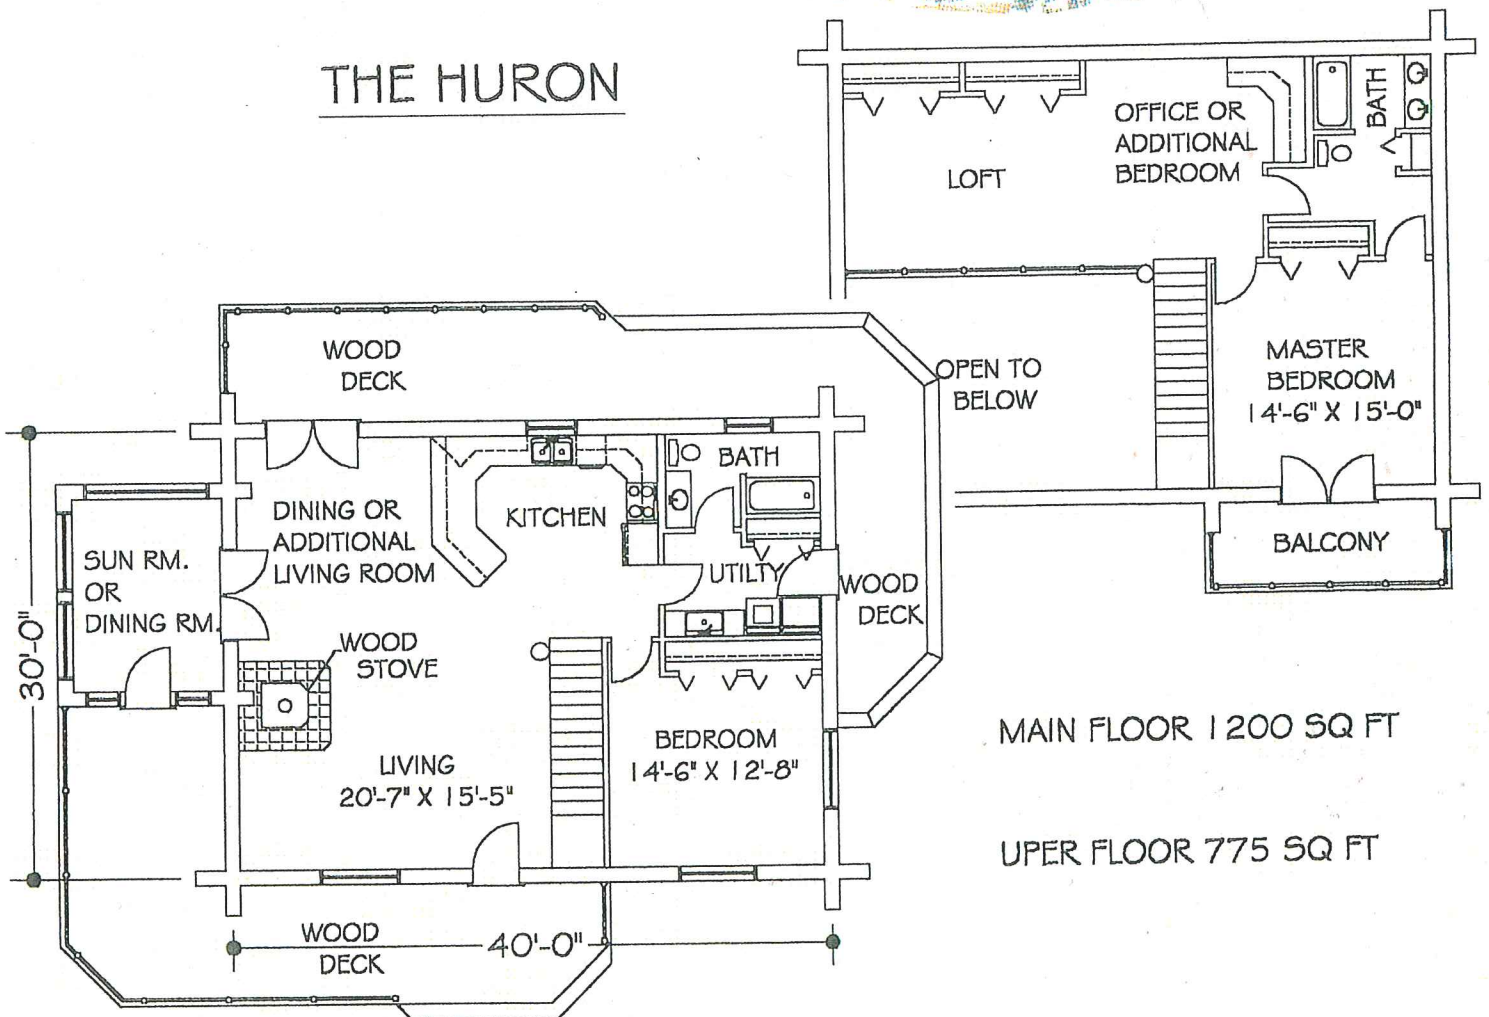 THE HURON
LOFT
OFFICE OR
ADDITIONAL
BEDROOM
BATH
OPEN TO
BELOW
MASTER
BEDROOM
14'-6" X 15'-0"
BALCONY
WOOD
DECK
DINING OR
ADDITIONAL
LIVING ROOM
KITCHEN
BATH
UTILTY
WOOD
DECK
SUN RM.
OR
DINING RM.
30'-0"
WOOD
STOVE
LIVING
20'-7" X 15'-5"
BEDROOM
14'-6" X 12'-8"
WOOD
DECK
40'-0"
MAIN FLOOR 1200 SQ FT
UPER FLOOR 775 SQ FT